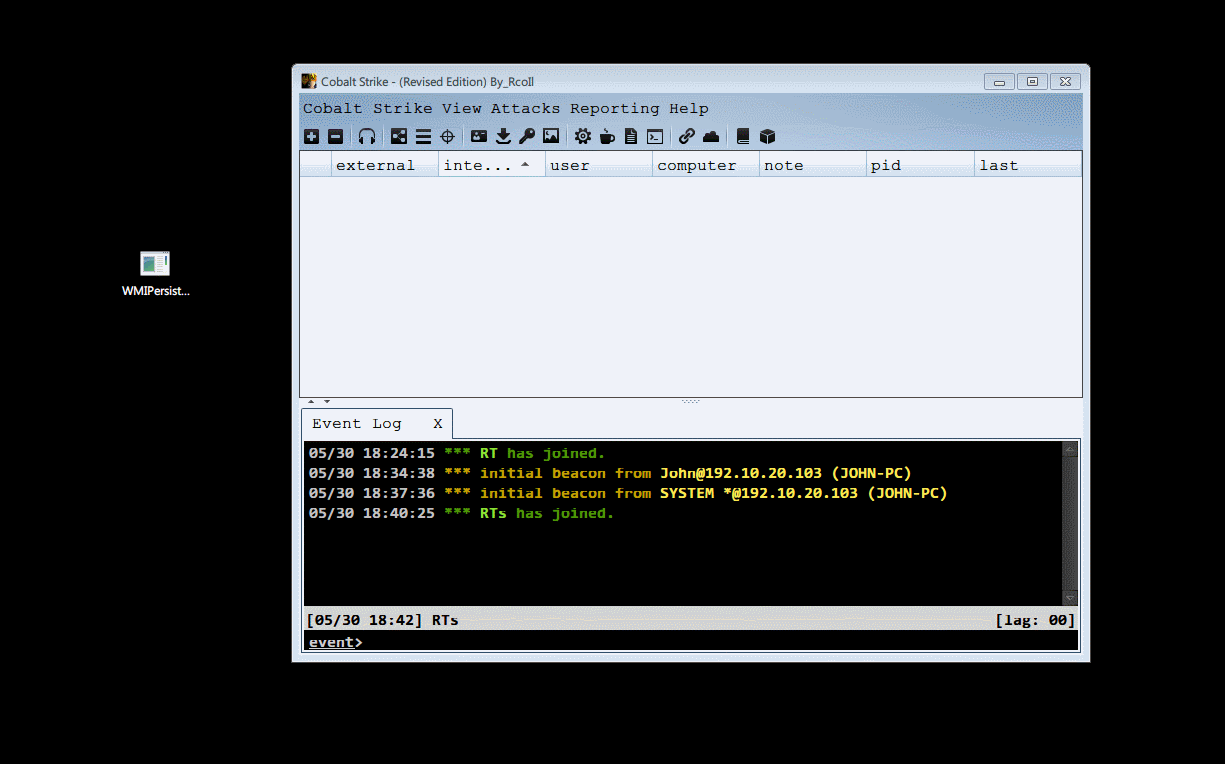 Cobalt Strike - (Revised Edition) By_RcoIl
Cobalt Strike View Attacks Reporting Help
external inte... user computer note pid last
WMIPersist...
Event Log X
05/30 18:24:15 *** RT has joined.
05/30 18:34:38 *** initial beacon from John@192.10.20.103 (JOHN-PC)
05/30 18:37:36 *** initial beacon from SYSTEM *@192.10.20.103 (JOHN-PC)
05/30 18:40:25 *** RTs has joined.
[05/30 18:42] RTs [lag: 00]
event>